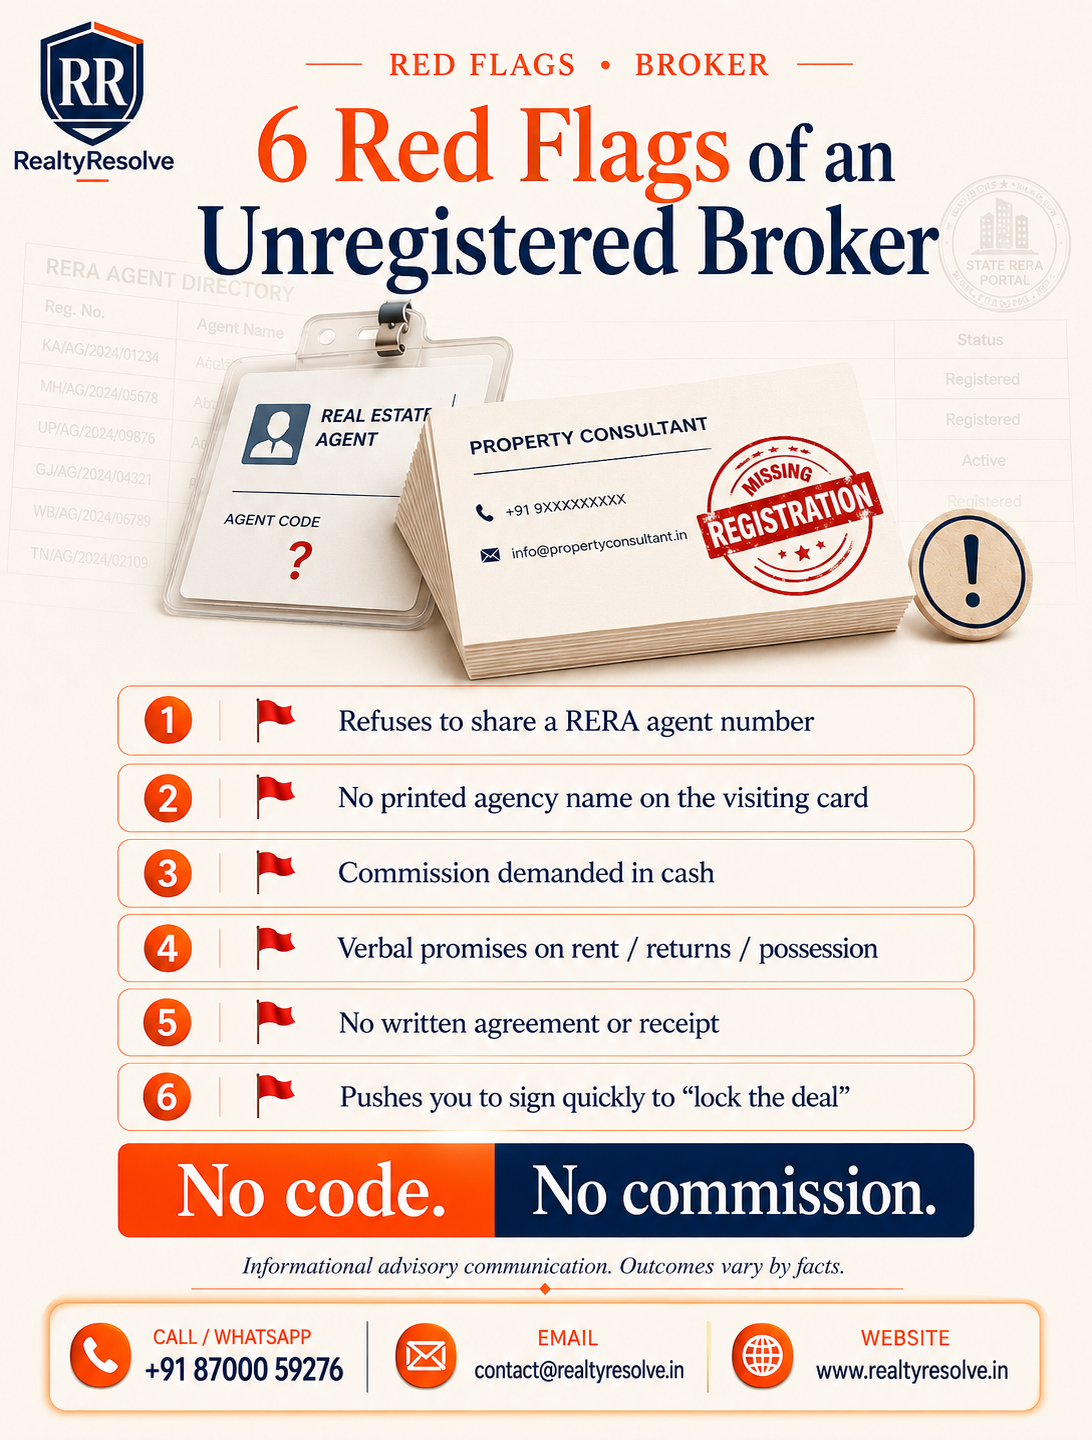 RR
RealtyResolve
RED FLAGS • BROKER
6 Red Flags of an
Unregistered Broker
RERA AGENT DIRECTORY
Reg. No.
Agent Name
KA/AG/2024/01234
MH/AG/2024/05678
UP/AG/2024/09876
GJ/AG/2024/04321
WB/AG/2024/06789
TN/AG/2024/02109
STATE RERA
PORTAL
Status
Registered
Registered
Active
Registered
REAL ESTATE
AGENT
AGENT CODE
?
PROPERTY CONSULTANT
+91 9XXXXXXXXX
info@propertyconsultant.in
MISSING
REGISTRATION
!
1 Refuses to share a RERA agent number
2 No printed agency name on the visiting card
3 Commission demanded in cash
4 Verbal promises on rent / returns / possession
5 No written agreement or receipt
6 Pushes you to sign quickly to “lock the deal”
No code. No commission.
Informational advisory communication. Outcomes vary by facts.
CALL / WHATSAPP
+91 87000 59276
EMAIL
contact@realtyresolve.in
WEBSITE
www.realtyresolve.in